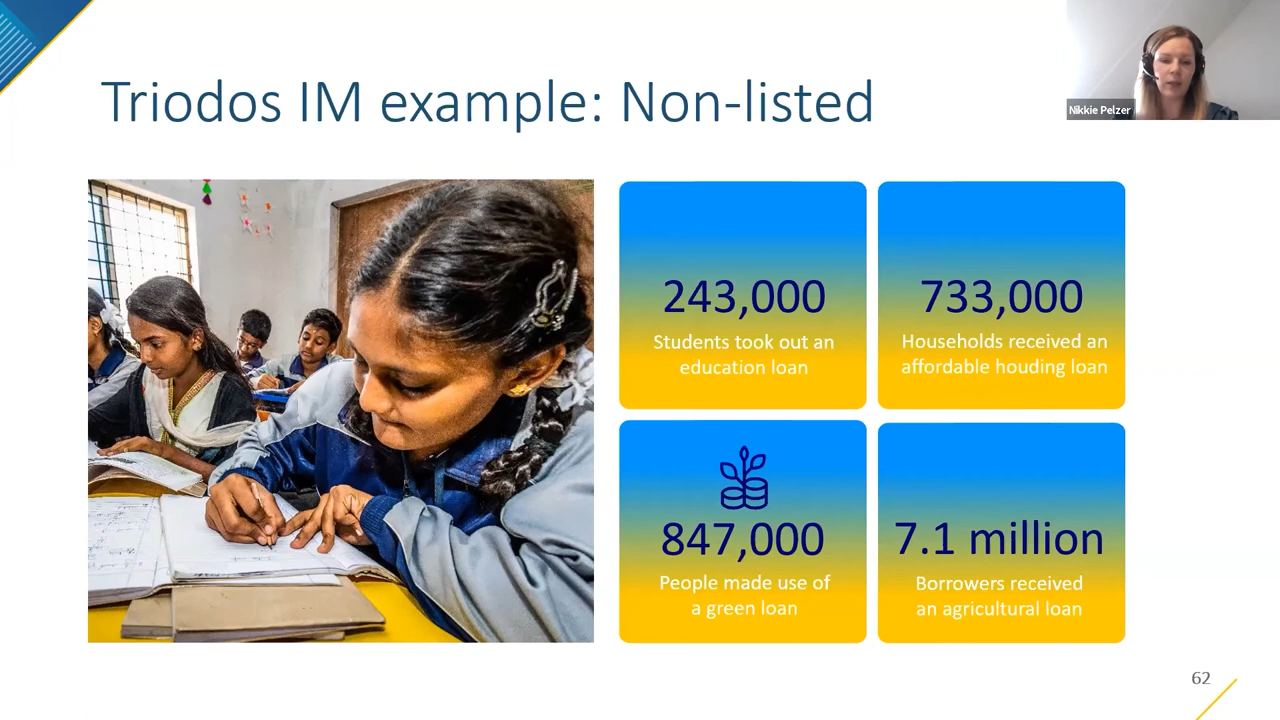 Triodos IM example: Non-listed
Nikkie Pelzer
243,000
Students took out an
education loan
733,000
Households received an
affordable houding loan
847,000
People made use of
a green loan
7.1 million
Borrowers received
an agricultural loan
62